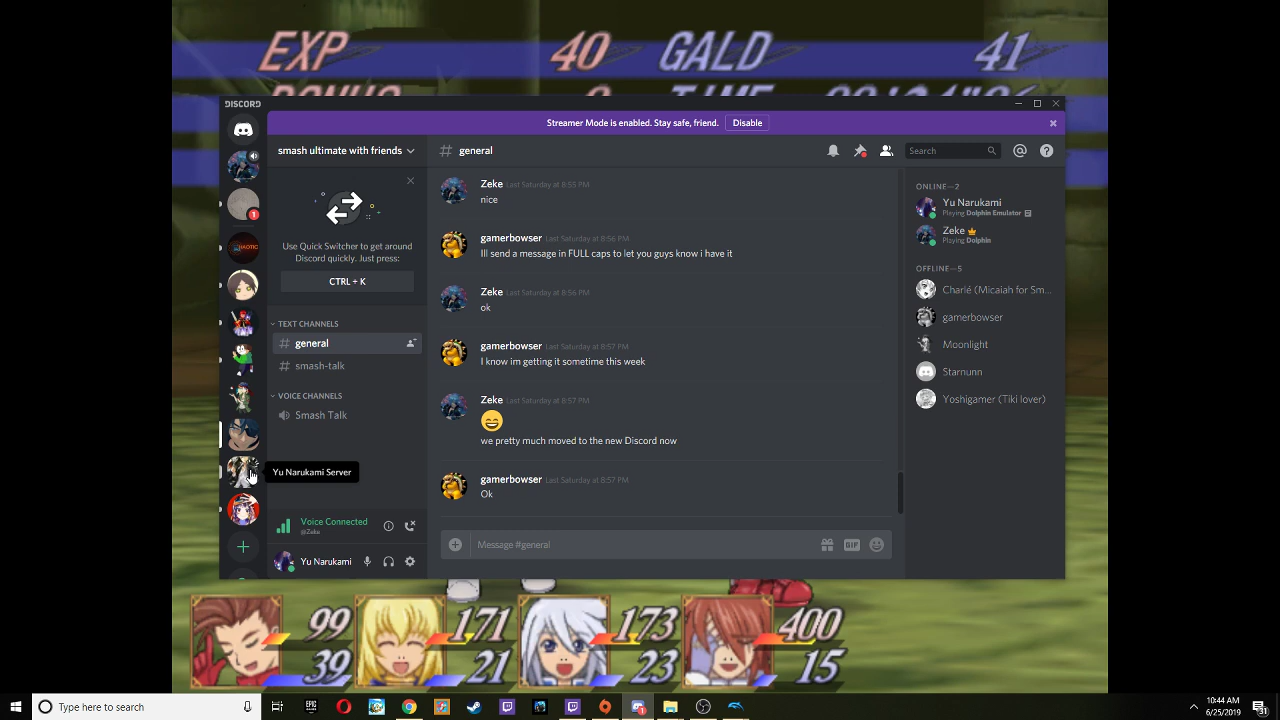 EXP 40 GALD 41
DISCORD
Streamer Mode is enabled. Stay safe, friend. Disable
smash ultimate with friends
# general
Search
Use Quick Switcher to get around
Discord quickly. Just press:
CTRL + K
TEXT CHANNELS
# general
# smash-talk
VOICE CHANNELS
Smash Talk
Yu Narukami Server
Voice Connected
@Zeke
Yu Narukami
1
Zeke Last Saturday at 8:55 PM
nice
gamerbowser Last Saturday at 8:56 PM
Ill send a message in FULL caps to let you guys know i have it
Zeke Last Saturday at 8:56 PM
ok
gamerbowser Last Saturday at 8:57 PM
I know im getting it sometime this week
Zeke Last Saturday at 8:57 PM
we pretty much moved to the new Discord now
gamerbowser Last Saturday at 8:57 PM
Ok
Message #general
GIF
ONLINE—2
Yu Narukami
Playing Dolphin Emulator
Zeke
Playing Dolphin
OFFLINE—5
Charlé (Micaiah for Sm...
gamerbowser
Moonlight
Starnunn
Yoshigamer (Tiki lover)
99 171 173 400
39 21 23 15
Type here to search
EPIC
10:44 AM
6/25/2019